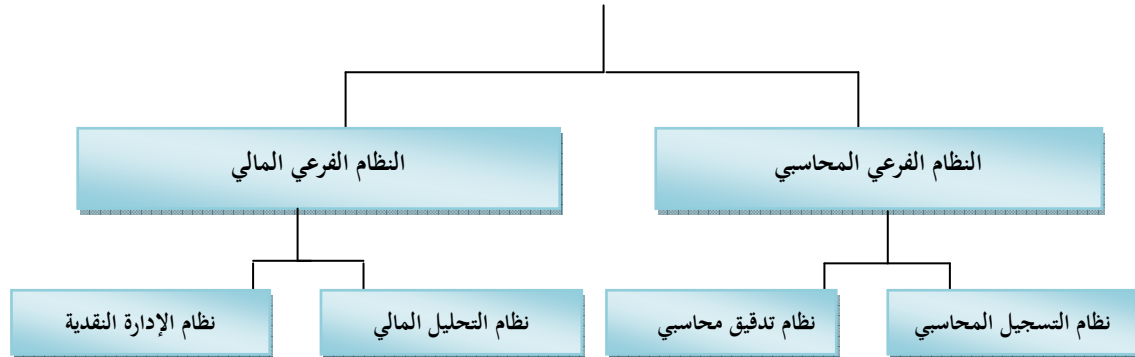 النظام الفرعي المحاسبي
النظام الفرعي المالي
نظام التسجيل المحاسبي
نظام تدقيق محاسبي
نظام التحليل المالي
نظام الإدارة النقدية